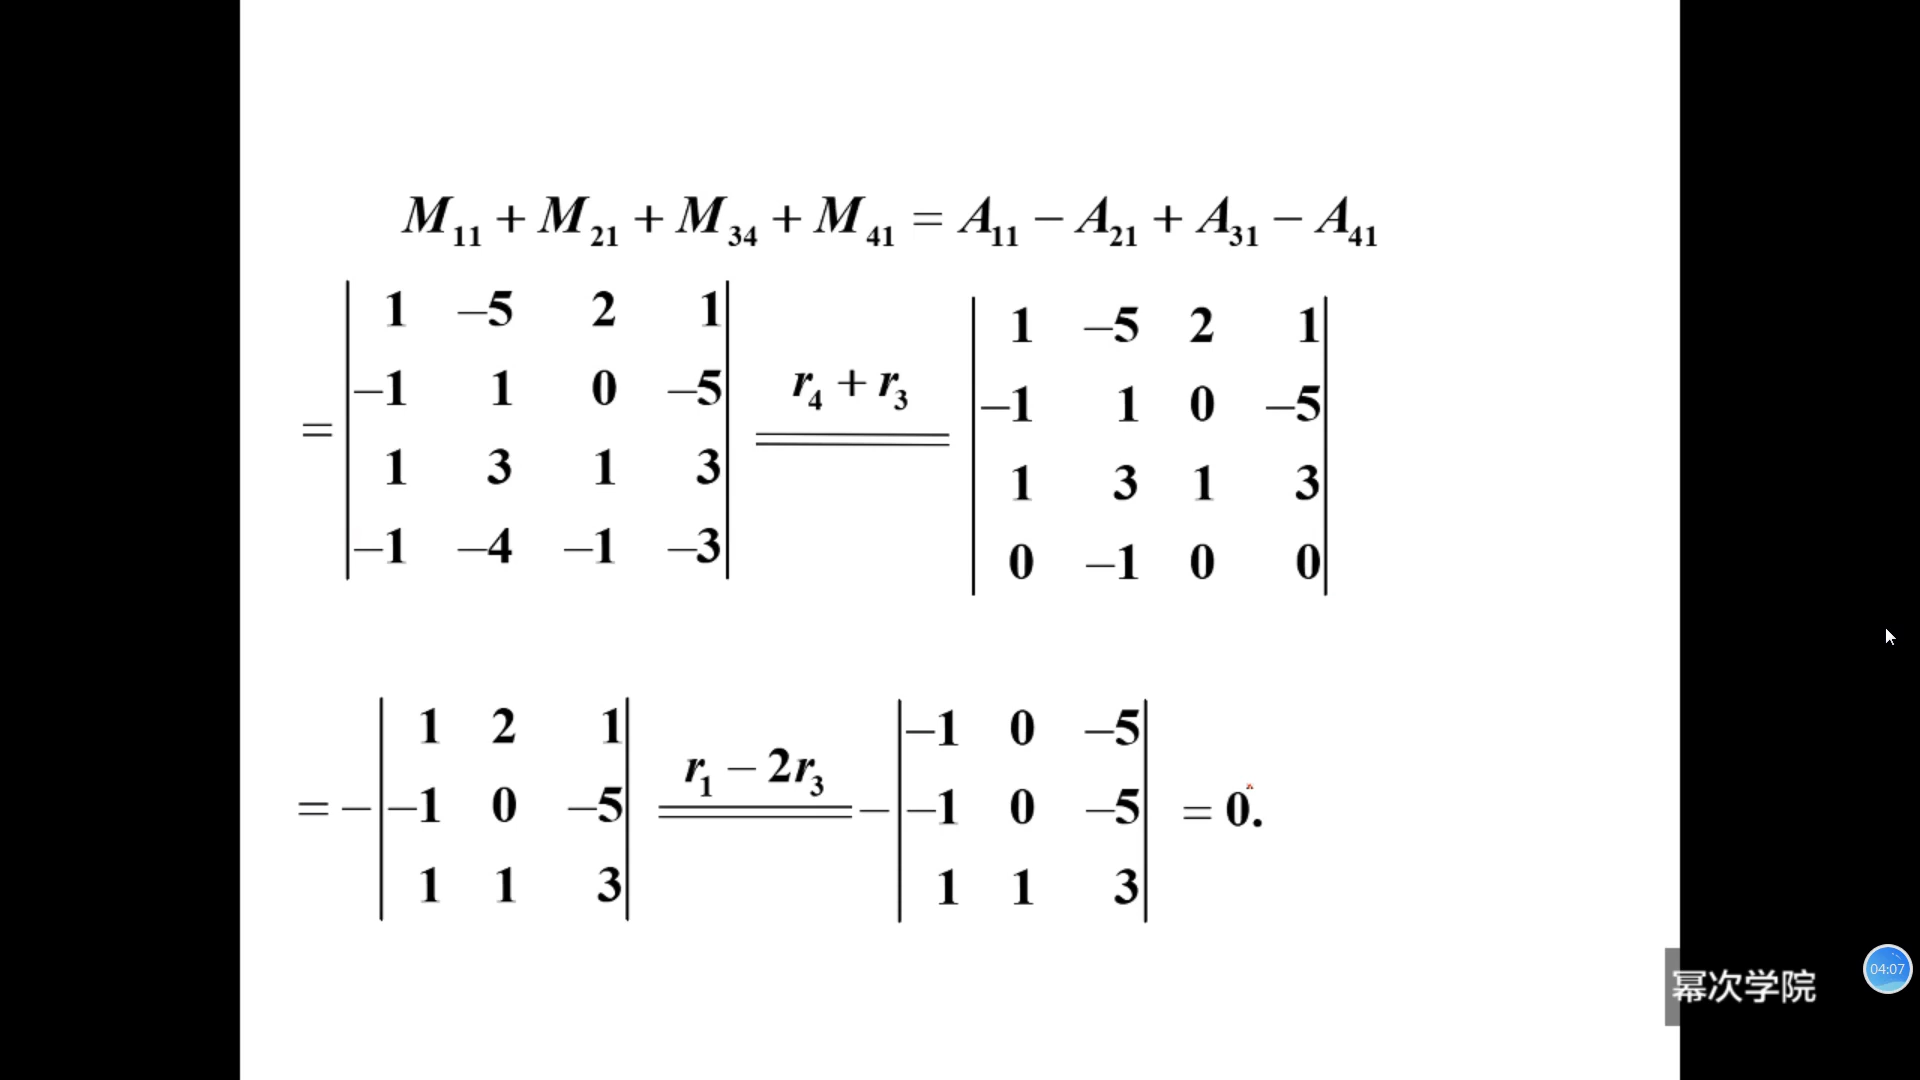 M₁₁ + M₂₁ + M₃₄ + M₄₁ = A₁₁ − A₂₁ + A₃₁ − A₄₁
= | 1 −5 2 1 | r₄ + r₃ | 1 −5 2 1 |
| −1 1 0 −5 | | −1 1 0 −5 |
| 1 3 1 3 | | 1 3 1 3 |
| −1 −4 −1 −3 | | 0 −1 0 0 |
= − | 1 2 1 | r₁ − 2r₃ − | −1 0 −5 | = 0.
| −1 0 −5 | | −1 0 −5 |
| 1 1 3 | | 1 1 3 |
幂次学院
04:07